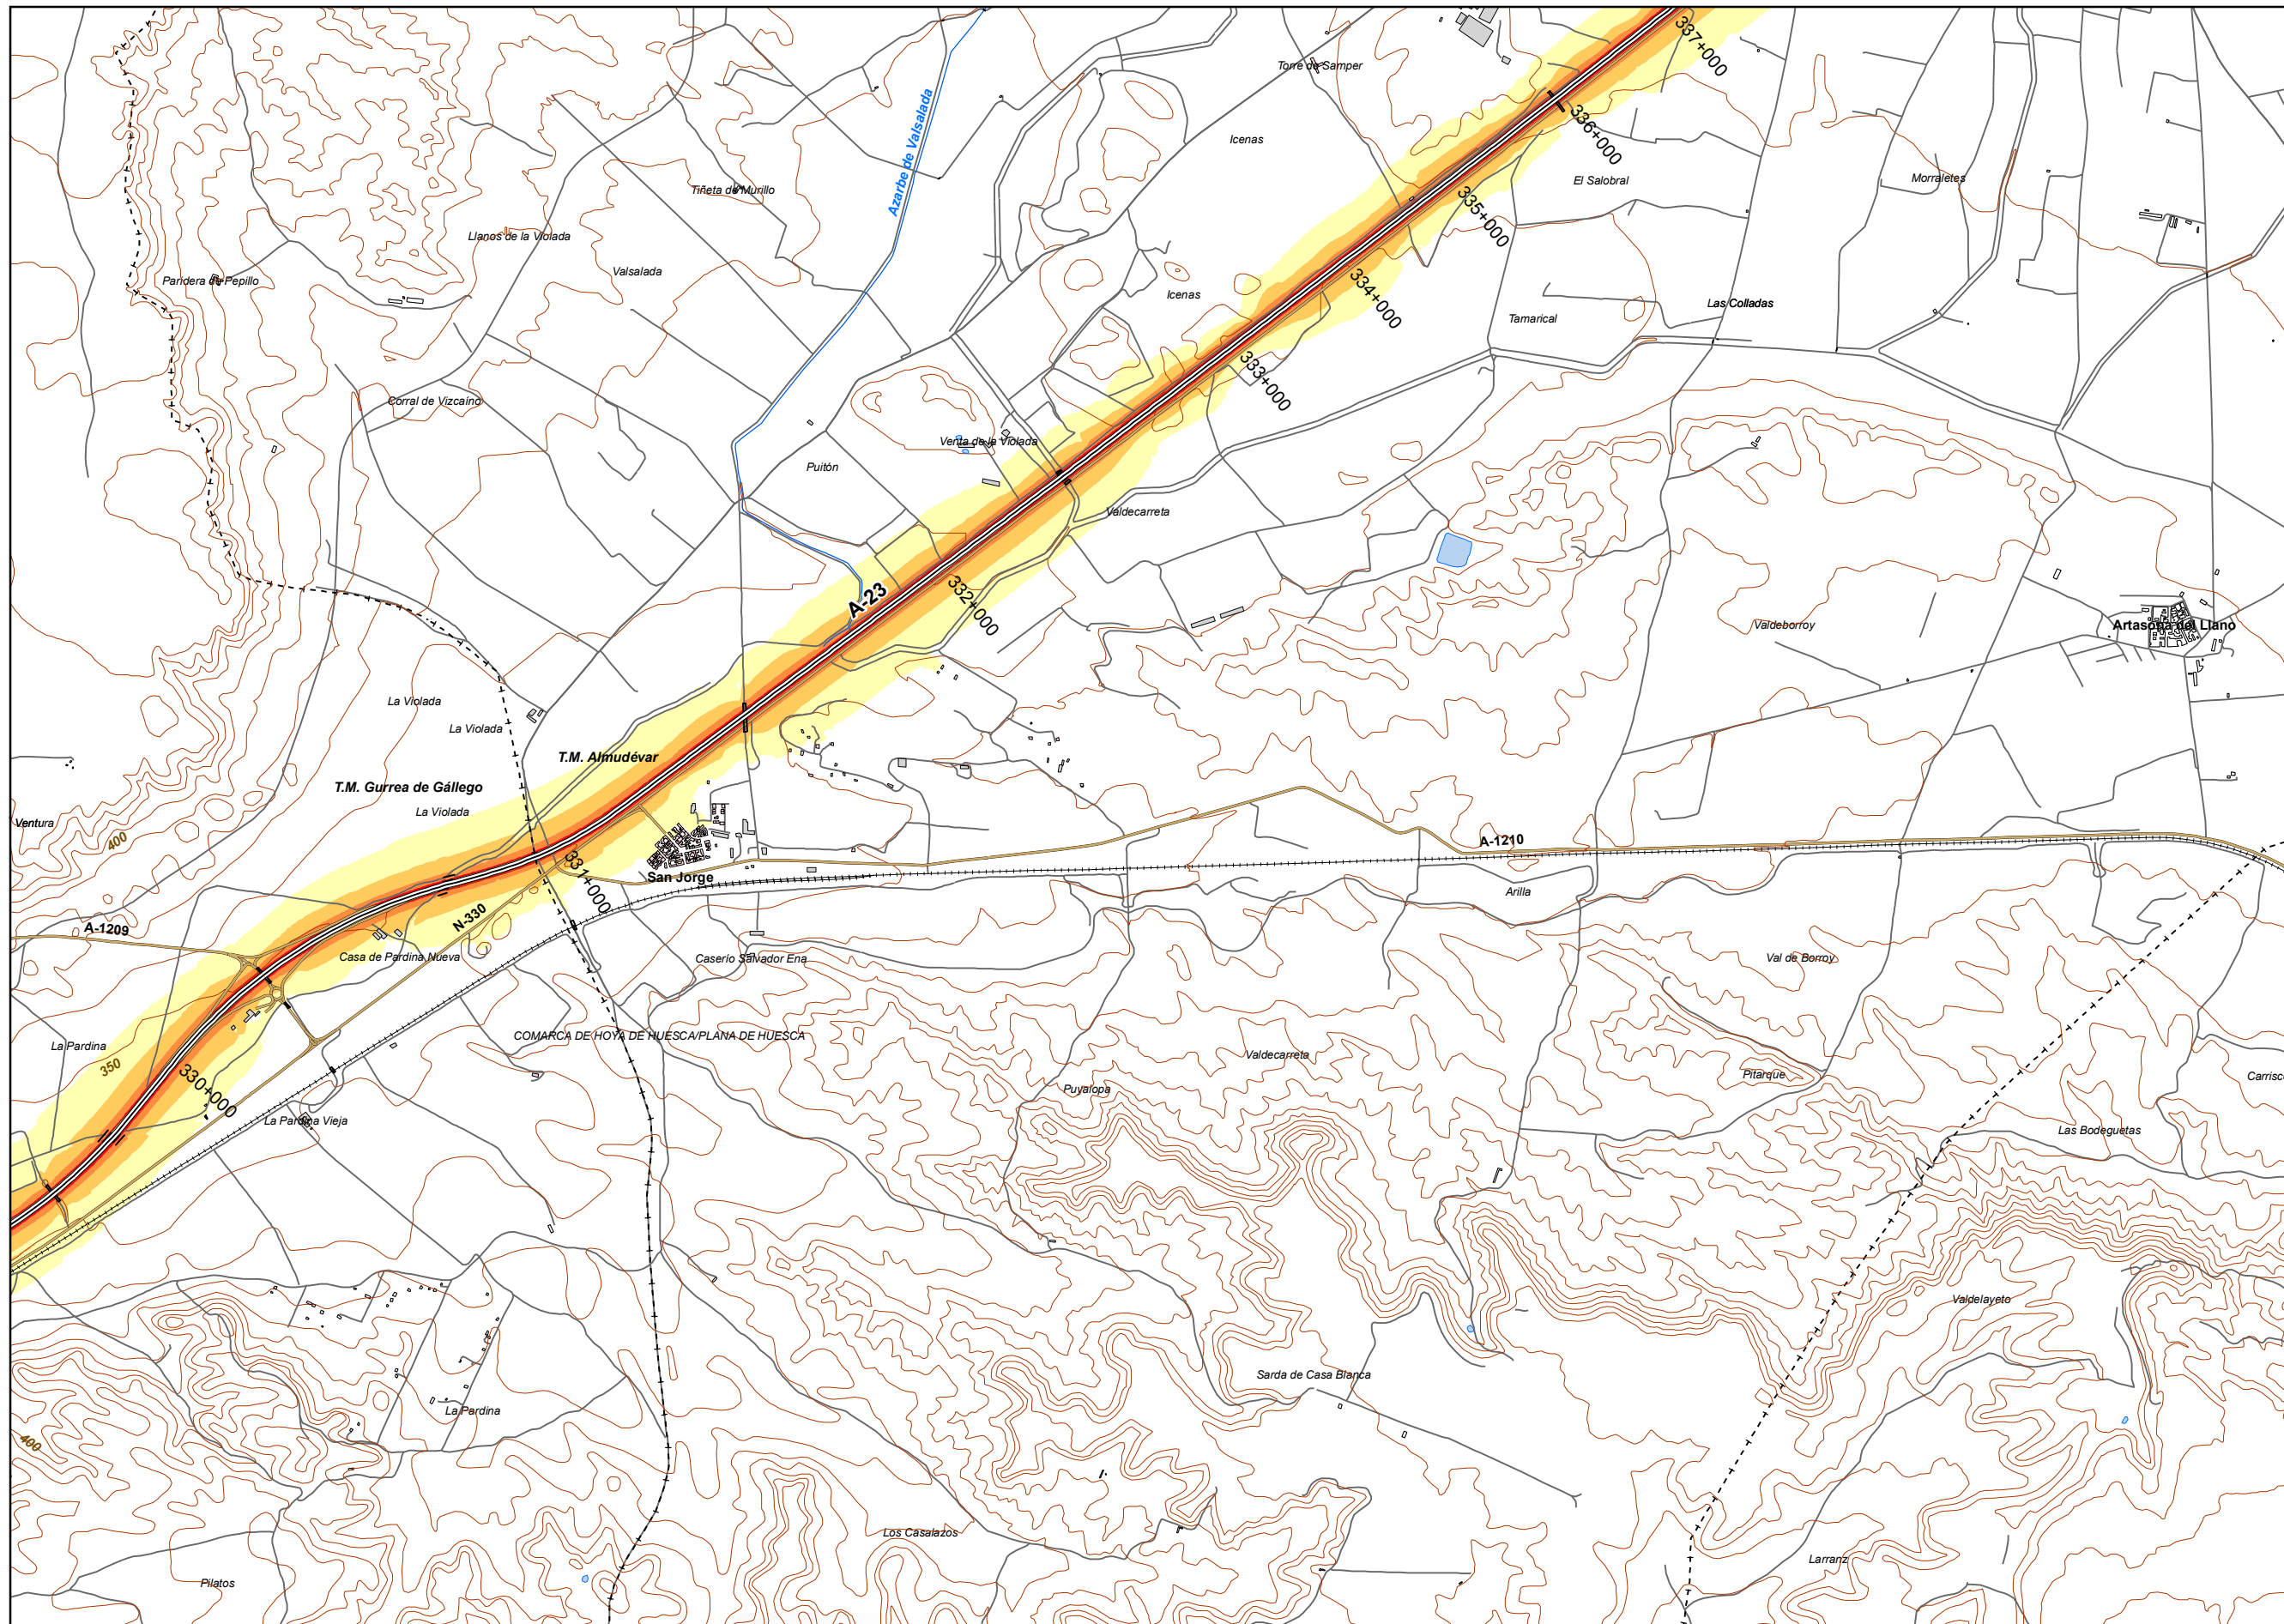 337+000
Torre de Samper
Azarbe de Valsalada
336+000
Icenas
El Salobral
Morraletes
Tiñeta de Murillo
335+000
Llanos de la Violada
Valsalada
Paridera de Pepillo
Icenas
334+000
Las Colladas
Tamarical
333+000
Corral de Vizcaíno
Venta de la Violada
Puitón
Valdecarreta
A-23
332+000
Valdeborroy
Artasona del Llano
La Violada
La Violada
T.M. Almudévar
T.M. Gurrea de Gállego
La Violada
Ventura
400
A-1210
331+000
San Jorge
Arilla
N-330
A-1209
Casa de Pardina Nueva
Caserío Salvador Ena
Val de Borroy
COMARCA DE HOYA DE HUESCA/PLANA DE HUESCA
La Pardina
Valdecarreta
350
330+000
Puyalopa
Pitarque
Carrisc
La Pardina Vieja
Las Bodeguetas
Valdelayeto
Sarda de Casa Blanca
La Pardina
400
Los Casalazos
Larranz
Pilatos